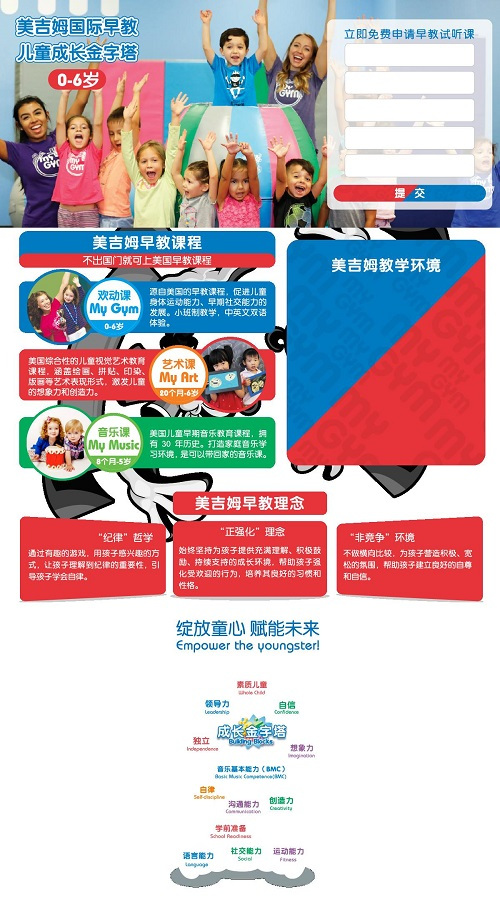 美吉姆国际早教
儿童成长金字塔
0-6岁
立即免费申请早教试听课
提 交
my GYM
my GYM
my GYM
美吉姆早教课程
不出国门就可上美国早教课程
欢动课
My Gym
0-6岁
源自美国的早教课程，促进儿童
身体运动能力、早期社交能力的
发展。小班制教学，中英文双语
体验。
美国综合性的儿童视觉艺术教育
课程，涵盖绘画、拼贴、印染、
版画等艺术表现形式，激发儿童
的想象力和创造力。
艺术课
My Art
20个月-6岁
音乐课
My Music
8个月-5岁
美国儿童早期音乐教育课程，拥
有 30 年历史。打造家庭音乐学
习环境，是可以带回家的音乐课。
美吉姆教学环境
美吉姆早教理念
“纪律”哲学
通过有趣的游戏，用孩子感兴趣的方
式，让孩子理解到纪律的重要性，引
导孩子学会自律。
“正强化”理念
始终坚持为孩子提供充满理解、积极鼓
励、持续支持的成长环境，帮助孩子强
化受欢迎的行为，培养其良好的习惯和
性格。
“非竞争”环境
不做横向比较，为孩子营造积极、宽
松的氛围，帮助孩子建立良好的自尊
和自信。
绽放童心 赋能未来
Empower the youngster!
素质儿童
Whole Child
领导力
Leadership
自信
Confidence
成长金字塔
Building Blocks
独立
Independence
想象力
Imagination
音乐基本能力（BMC）
Basic Music Competence(BMC)
自律
Self-discipline
沟通能力
Communication
创造力
Creativity
学前准备
School Readiness
语言能力
Language
社交能力
Social
运动能力
Fitness